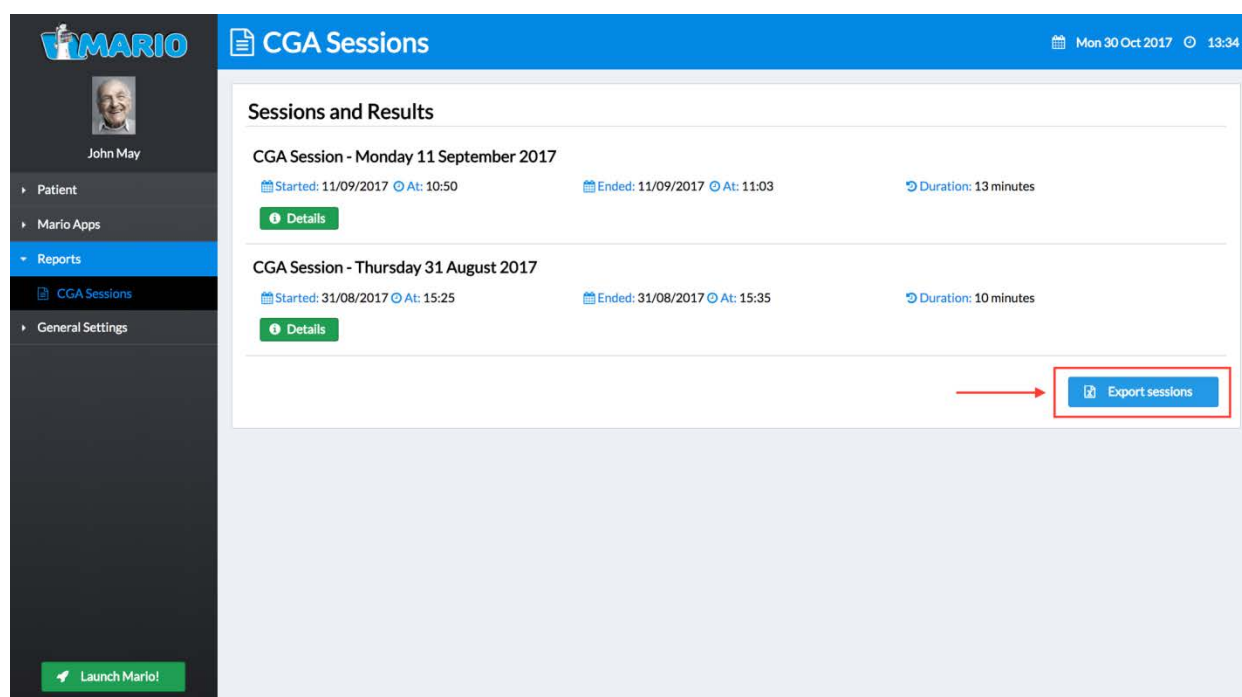 MARIO
John May
Patient
Mario Apps
Reports
CGA Sessions
General Settings
Launch Mario!
CGA Sessions
Mon 30 Oct 2017 13:34
Sessions and Results
CGA Session - Monday 11 September 2017
Started: 11/09/2017 At: 10:50 Ended: 11/09/2017 At: 11:03 Duration: 13 minutes
Details
CGA Session - Thursday 31 August 2017
Started: 31/08/2017 At: 15:25 Ended: 31/08/2017 At: 15:35 Duration: 10 minutes
Details
Export sessions